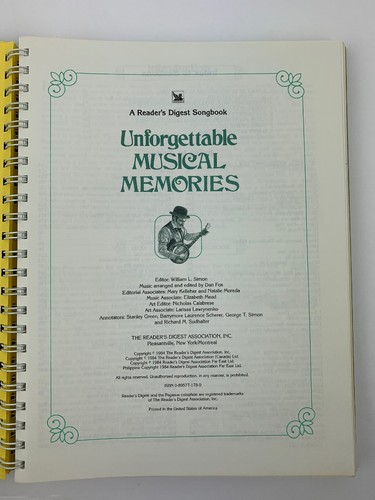 A Reader's Digest Songbook
Unforgettable
MUSICAL
MEMORIES
Editor: William L. Simon
Music arranged and edited by Dan Fox
Editorial Associates: Mary Kelleher and Natalie Moreda
Music Associate: Elizabeth Mead
Art Editor: Nicholas Calabrese
Art Associate: Larissa Lawrynenko
Annotators: Stanley Green, Barrymore Laurence Scherer, George T. Simon
and Richard M. Sudhalter
THE READER'S DIGEST ASSOCIATION, INC.
Pleasantville, New York/Montreal
Copyright © 1984 The Reader's Digest Association, Inc.
Copyright © 1984 The Reader's Digest Association (Canada) Ltd.
Copyright © 1984 Reader's Digest Association Far East Ltd.
Philippine Copyright 1984 Reader's Digest Association Far East Ltd.
All rights reserved. Unauthorized reproduction, in any manner, is prohibited.
ISBN 0-89577-178-0
Reader's Digest and the Pegasus colophon are registered trademarks
of The Reader's Digest Association, Inc.
Printed in the United States of America